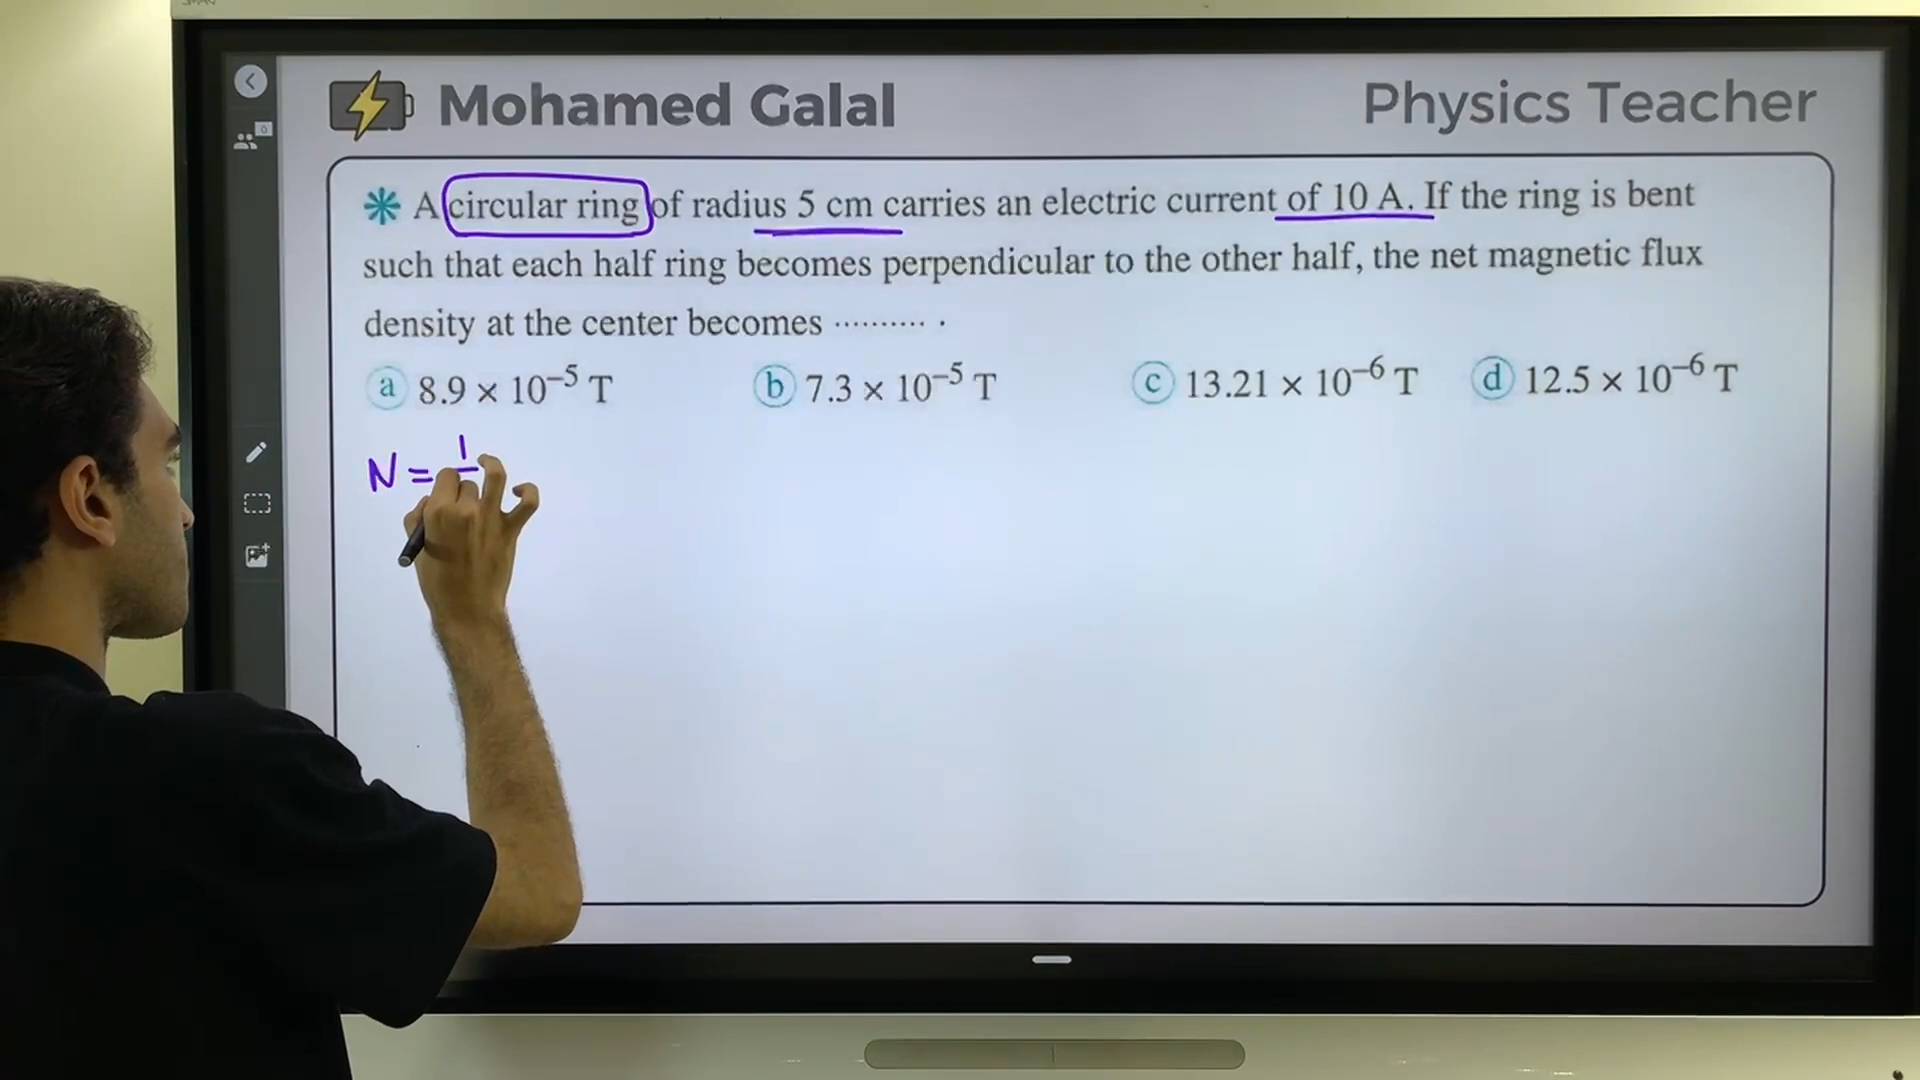 Mohamed Galal
Physics Teacher
A circular ring of radius 5 cm carries an electric current of 10 A. If the ring is bent
such that each half ring becomes perpendicular to the other half, the net magnetic flux
density at the center becomes .......... .
a 8.9 × 10⁻⁵ T b 7.3 × 10⁻⁵ T c 13.21 × 10⁻⁶ T d 12.5 × 10⁻⁶ T
N = 1